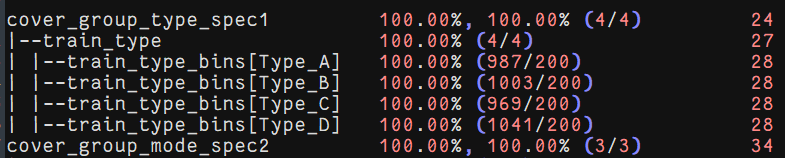 cover_group_type_spec1 100.00%, 100.00% (4/4) 24
|--train_type 100.00% (4/4) 27
| |--train_type_bins[Type_A] 100.00% (987/200) 28
| |--train_type_bins[Type_B] 100.00% (1003/200) 28
| |--train_type_bins[Type_C] 100.00% (969/200) 28
| |--train_type_bins[Type_D] 100.00% (1041/200) 28
cover_group_mode_spec2 100.00%, 100.00% (3/3) 34